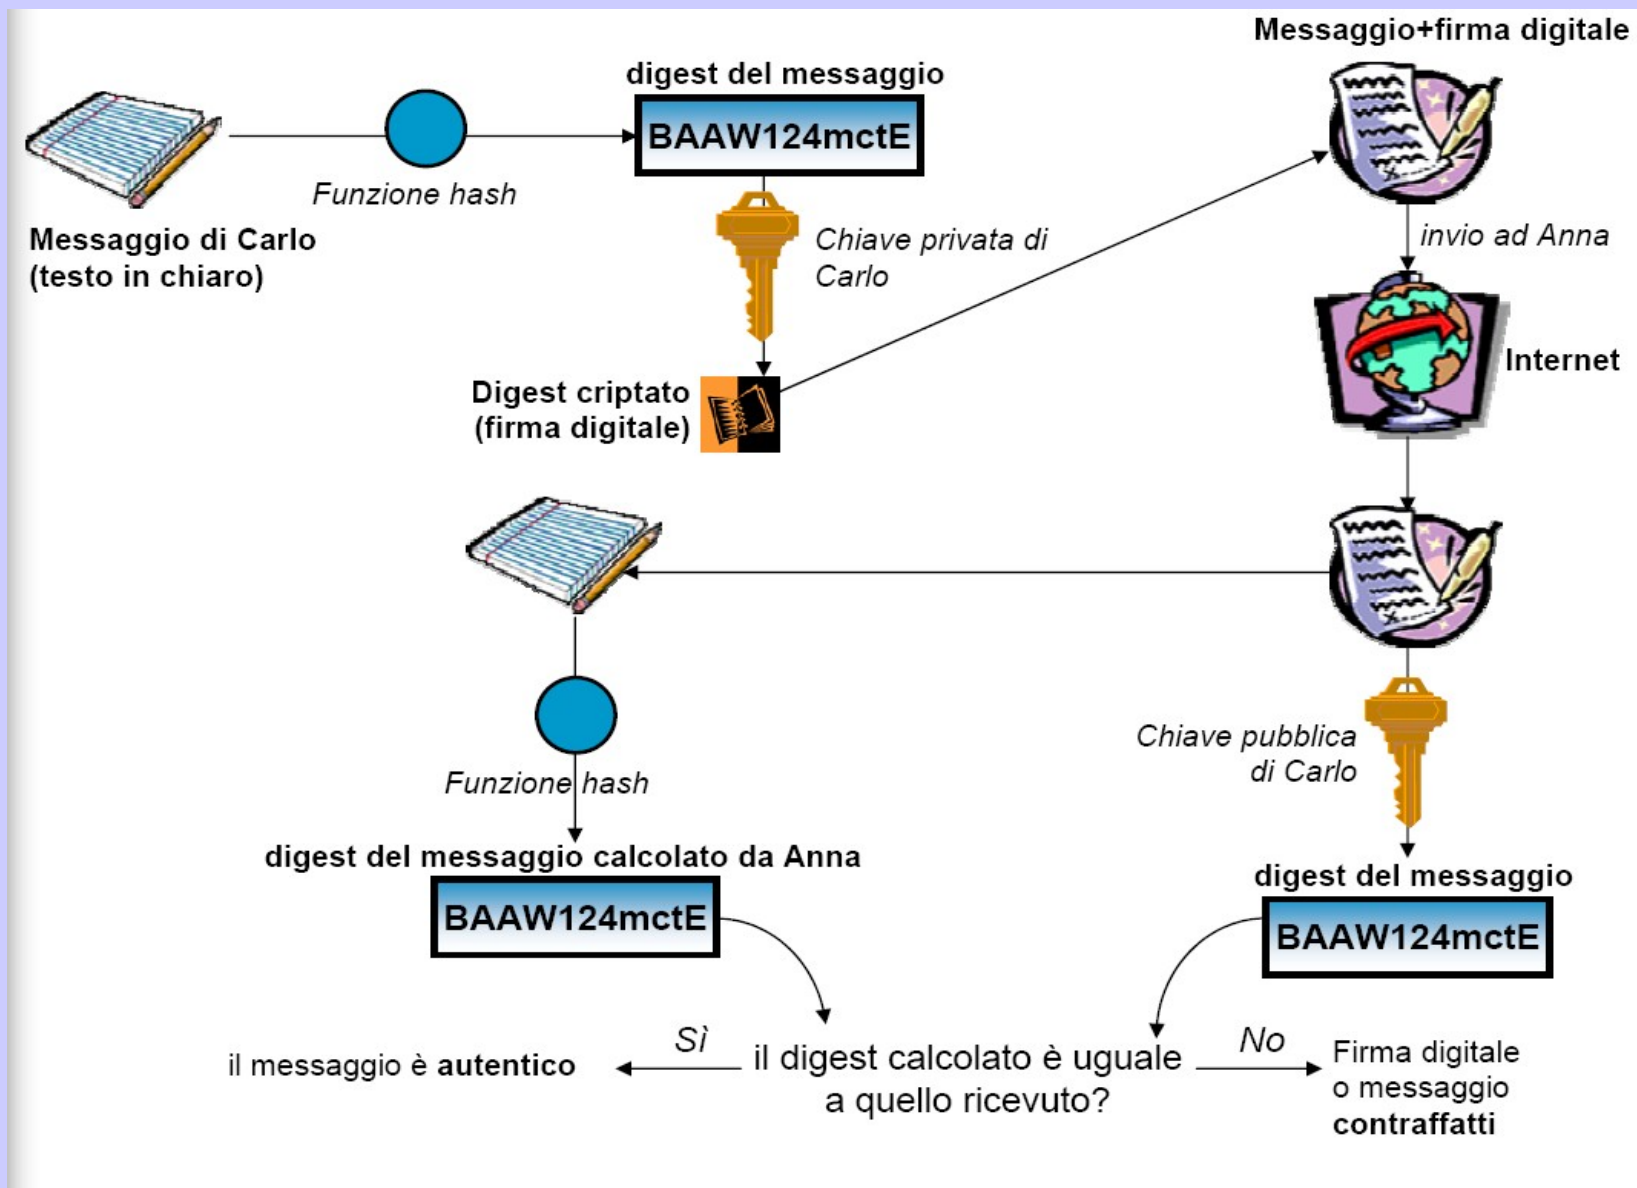 Messaggio+firma digitale
digest del messaggio
BAAW124mctE
Funzione hash
Messaggio di Carlo
(testo in chiaro)
Chiave privata di
Carlo
invio ad Anna
Internet
Digest criptato
(firma digitale)
Chiave pubblica
di Carlo
Funzione hash
digest del messaggio calcolato da Anna
BAAW124mctE
digest del messaggio
BAAW124mctE
Sì
il digest calcolato è uguale
a quello ricevuto?
No
il messaggio è autentico
Firma digitale
o messaggio
contraffatti